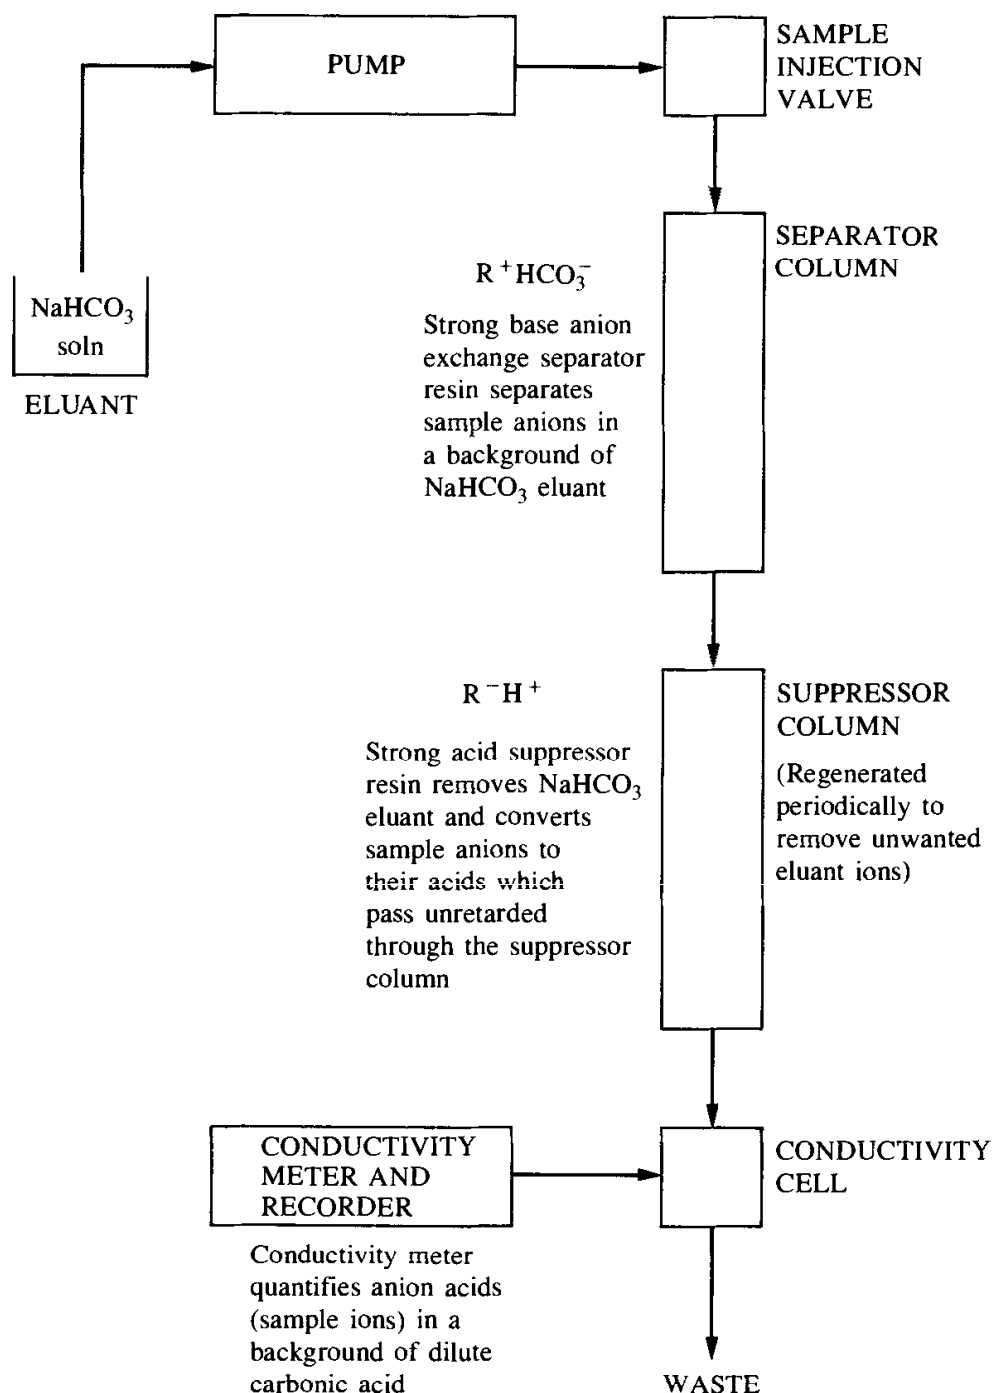 PUMP
SAMPLE
INJECTION
VALVE
NaHCO₃
soln
ELUANT
R⁺HCO₃⁻
Strong base anion
exchange separator
resin separates
sample anions in
a background of
NaHCO₃ eluant
SEPARATOR
COLUMN
R⁻H⁺
Strong acid suppressor
resin removes NaHCO₃
eluant and converts
sample anions to
their acids which
pass unretarded
through the suppressor
column
SUPPRESSOR
COLUMN
(Regenerated
periodically to
remove unwanted
eluant ions)
CONDUCTIVITY
METER AND
RECORDER
CONDUCTIVITY
CELL
Conductivity meter
quantifies anion acids
(sample ions) in a
background of dilute
carbonic acid
WASTE